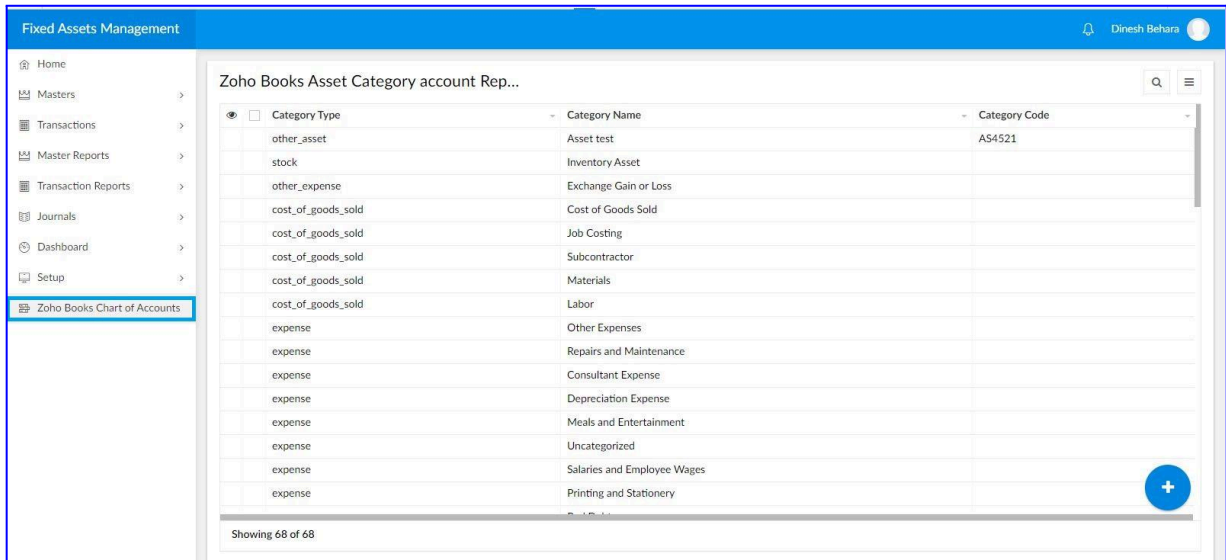 Fixed Assets Management
Dinesh Behara
Home
Masters
Transactions
Master Reports
Transaction Reports
Journals
Dashboard
Setup
Zoho Books Chart of Accounts
Zoho Books Asset Category account Rep...
Category Type Category Name Category Code
other_asset Asset test AS4521
stock Inventory Asset
other_expense Exchange Gain or Loss
cost_of_goods_sold Cost of Goods Sold
cost_of_goods_sold Job Costing
cost_of_goods_sold Subcontractor
cost_of_goods_sold Materials
cost_of_goods_sold Labor
expense Other Expenses
expense Repairs and Maintenance
expense Consultant Expense
expense Depreciation Expense
expense Meals and Entertainment
expense Uncategorized
expense Salaries and Employee Wages
expense Printing and Stationery
Showing 68 of 68